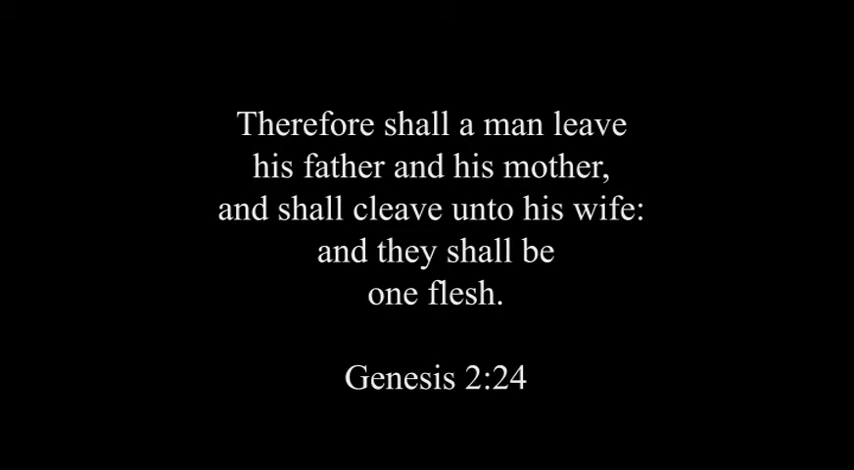 Therefore shall a man leave
his father and his mother,
and shall cleave unto his wife:
and they shall be
one flesh.
Genesis 2:24